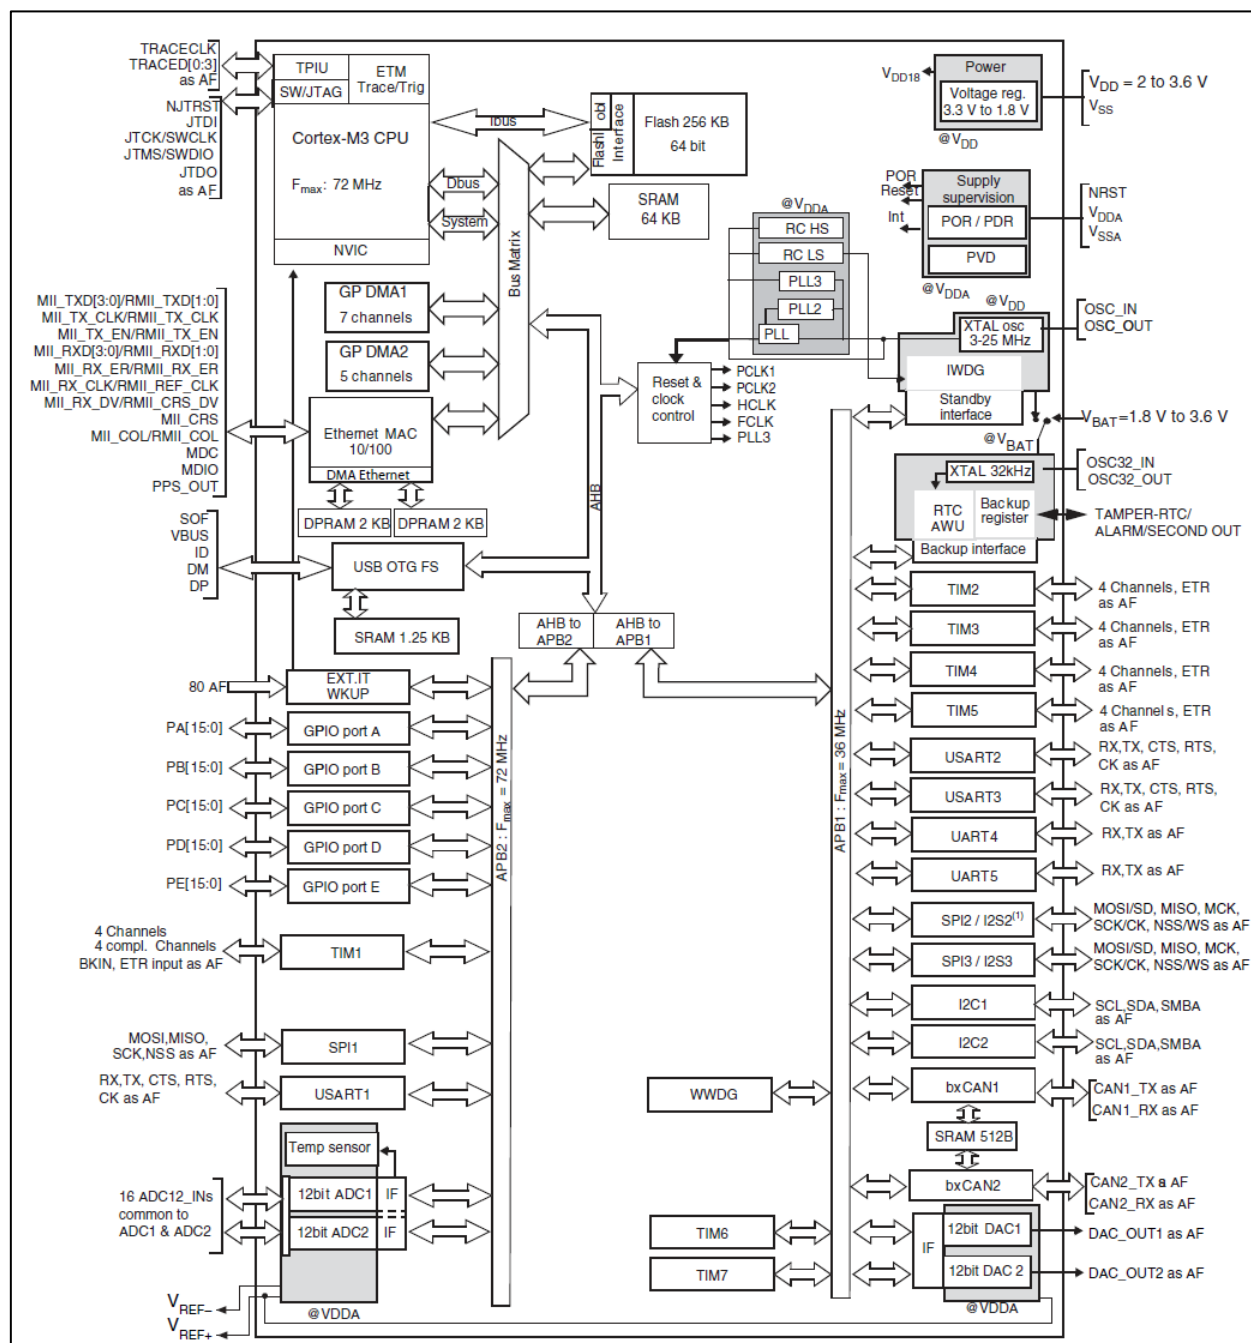 TRACECLK
TRACED[0:3]
as AF
NJTRST
JTDI
JTCK/SWCLK
JTMS/SWDIO
JTDO
as AF
TPIU
SW/JTAG
ETM
Trace/Trig
Cortex-M3 CPU
Fmax: 72 MHz
NVIC
Ibus
Dbus
System
Bus Matrix
FlashI obl
Interface
Flash 256 KB
64 bit
SRAM
64 KB
VDD18
Power
Voltage reg.
3.3 V to 1.8 V
@VDD
VDD = 2 to 3.6 V
VSS
POR
Reset
Int
Supply
supervision
POR / PDR
PVD
@VDDA
NRST
VDDA
VSSA
@VDDA
RC HS
RC LS
PLL3
PLL2
PLL
@VDD
XTAL osc
3-25 MHz
IWDG
Standby
interface
OSC_IN
OSC_OUT
VBAT=1.8 V to 3.6 V
@VBAT
GP DMA1
7 channels
GP DMA2
5 channels
Reset &
clock
control
PCLK1
PCLK2
HCLK
FCLK
PLL3
MII_TXD[3:0]/RMII_TXD[1:0]
MII_TX_CLK/RMII_TX_CLK
MII_TX_EN/RMII_TX_EN
MII_RXD[3:0]/RMII_RXD[1:0]
MII_RX_ER/RMII_RX_ER
MII_RX_CLK/RMII_REF_CLK
MII_RX_DV/RMII_CRS_DV
MII_CRS
MII_COL/RMII_COL
MDC
MDIO
PPS_OUT
Ethernet MAC
10/100
DMA Ethernet
DPRAM 2 KB
DPRAM 2 KB
AHB
XTAL 32kHz
RTC
AWU
Backup
register
Backup interface
OSC32_IN
OSC32_OUT
TAMPER-RTC/
ALARM/SECOND OUT
SOF
VBUS
ID
DM
DP
USB OTG FS
SRAM 1.25 KB
AHB to
APB2
AHB to
APB1
80 AF
EXT.IT
WKUP
PA[15:0]
GPIO port A
PB[15:0]
GPIO port B
PC[15:0]
GPIO port C
PD[15:0]
GPIO port D
PE[15:0]
GPIO port E
4 Channels
4 compl. Channels
BKIN, ETR input as AF
TIM1
MOSI,MISO,
SCK,NSS as AF
SPI1
RX,TX, CTS, RTS,
CK as AF
USART1
Temp sensor
16 ADC12_INs
common to
ADC1 & ADC2
12bit ADC1
IF
12bit ADC2
IF
VREF–
VREF+
@VDDA
APB2 : Fmax = 72 MHz
APB1 : Fmax = 36 MHz
TIM2
4 Channels, ETR
as AF
TIM3
4 Channels, ETR
as AF
TIM4
4 Channels, ETR
as AF
TIM5
4 Channels, ETR
as AF
USART2
RX,TX, CTS, RTS,
CK as AF
USART3
RX,TX, CTS, RTS,
CK as AF
UART4
RX,TX as AF
UART5
RX,TX as AF
SPI2 / I2S2(1)
MOSI/SD, MISO, MCK,
SCK/CK, NSS/WS as AF
SPI3 / I2S3
MOSI/SD, MISO, MCK,
SCK/CK, NSS/WS as AF
I2C1
SCL,SDA,SMBA
as AF
I2C2
SCL,SDA,SMBA
as AF
WWDG
bxCAN1
CAN1_TX as AF
CAN1_RX as AF
SRAM 512B
bxCAN2
CAN2_TX a AF
CAN2_RX as AF
TIM6
TIM7
IF
12bit DAC1
12bit DAC 2
DAC_OUT1 as AF
DAC_OUT2 as AF
@VDDA